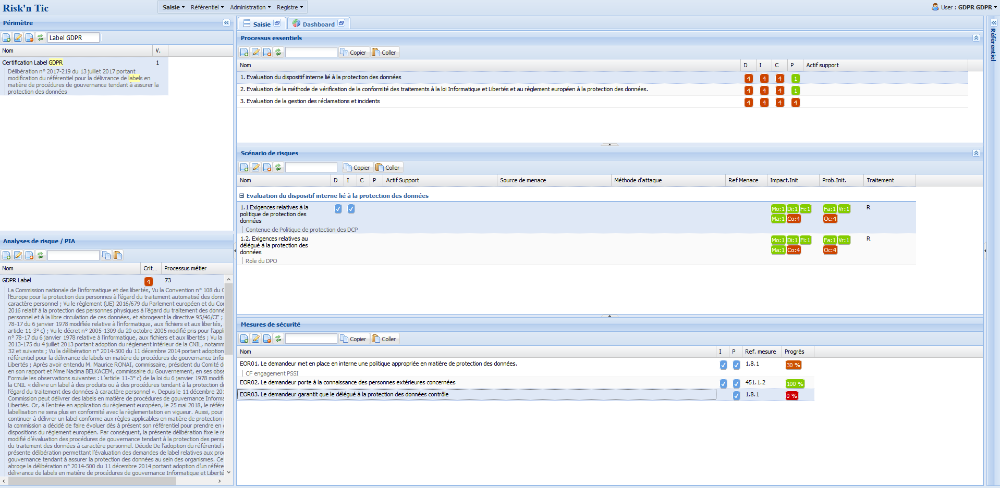 Risk'n Tic
Saisie Référentiel Administration Registre
User : GDPR GDPR
Périmètre
Label GDPR
Nom V.
Certification Label GDPR 1
Délibération n° 2017-219 du 13 juillet 2017 portant
modification du référentiel pour la délivrance de labels en
matière de procédures de gouvernance tendant à assurer la
protection des données
Analyses de risque / PIA
Nom Crit... Processus métier
GDPR Label 4 73
La Commission nationale de l'informatique et des libertés, Vu la Convention n° 108 du C
l'Europe pour la protection des personnes à l'égard du traitement automatisé des donn
caractère personnel ; Vu le règlement (UE) 2016/679 du Parlement européen et du Con
2016 relatif à la protection des personnes physiques à l'égard du traitement des donné
personnel et à la libre circulation de ces données, et abrogeant la directive 95/46/CE ;
78-17 du 6 janvier 1978 modifiée relative à l'informatique, aux fichiers et aux libertés,
article 11-3° c) ; Vu le décret n° 2005-1309 du 20 octobre 2005 modifié pris pour l'appli
n° 78-17 du 6 janvier 1978 relative à l'informatique, aux fichiers et aux libertés ; Vu la
2013-175 du 4 juillet 2013 portant adoption du règlement intérieur de la CNIL, notamm
32 et suivants ; Vu la délibération n° 2014-500 du 11 décembre 2014 portant adoption
référentiel pour la délivrance de labels en matière de procédures de gouvernance Infor
Libertés ; Après avoir entendu M. Maurice RONAI, commissaire, président du Comité de
en son rapport et Mme Nacima BELKACEM, commissaire du Gouvernement, en ses obse
Formule les observations suivantes : L'article 11-3° c) de la loi du 6 janvier 1978 modifié
la CNIL « délivre un label à des produits ou à des procédures tendant à la protection de
l'égard du traitement des données à caractère personnel ». Depuis le 11 décembre 201
Commission peut délivrer des labels en matière de procédures de gouvernance Informa
Libertés. Or, à l'entrée en application du règlement européen, le 25 mai 2018, le référe
labellisation ne sera plus en conformité avec la règlementation en vigueur. Aussi, pour
continuer à délivrer un label conforme aux règles applicables en matière de protection
la commission a décidé de faire évoluer dès à présent son référentiel pour prendre en c
dispositions du règlement européen. Par conséquent, la présente délibération fixe le ré
modifié d'évaluation des procédures de gouvernance tendant à la protection des perso
du traitement des données à caractère personnel. Décide De l'adoption du référentiel a
présente délibération permettant l'évaluation des demandes de label relatives aux proc
gouvernance tendant à assurer la protection des données au sein des organismes. Cet
abroge la délibération n° 2014-500 du 11 décembre 2014 portant adoption d'un référe
délivrance de labels en matière de procédures de gouvernance Informatique et Liberté
Saisie Dashboard
Processus essentiels
Copier Coller
Nom D I C P Actif support
1. Evaluation du dispositif interne lié à la protection des données 4 4 4 1
2. Evaluation de la méthode de vérification de la conformité des traitements à la loi Informatique et Libertés et au règlement européen à la protection des données. 4 4 4 1
3. Evaluation de la gestion des réclamations et incidents 4 4 4 4
Scénario de risques
Copier Coller
Nom D I C P Actif Support Source de menace Méthode d'attaque Ref Menace Impact.Init Prob.Init. Traitement
Evaluation du dispositif interne lié à la protection des données
1.1 Exigences relatives à la Mo:1 Di:1 Fi:1 Fa:1 Vr:1 R
politique de protection des
données Ma:1 Co:4 Oc:4
Contenue de Politique de protection des DCP
1.2. Exigences relatives au Mo:1 Di:1 Fi:1 Fa:1 Vr:1 R
délégué à la protection des
données Ma:1 Co:4 Oc:4
Role du DPO
Mesures de sécurité
Copier Coller
Nom I P Ref. mesure Progrès
EOR01. Le demandeur met en place en interne une politique appropriée en matière de protection des données. 1.8.1 30 %
CF engagement PSSI
EOR02. Le demandeur porte à la connaissance des personnes extérieures concernées 451.1.2 100 %
EOR03. Le demandeur garantit que le délégué à la protection des données contrôle 1.8.1 0 %
Référentiel